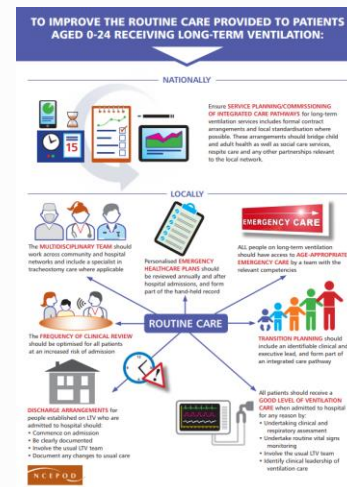 TO IMPROVE THE ROUTINE CARE PROVIDED TO PATIENTS
AGED 0-24 RECEIVING LONG-TERM VENTILATION:
NATIONALLY
15
Ensure SERVICE PLANNING/COMMISSIONING
OF INTEGRATED CARE PATHWAYS for long-term
ventilation services includes formal contract
arrangements and local standardisation where
possible. These arrangements should bridge child
and adult health as well as social care services,
respite care and any other partnerships relevant
to the local network.
LOCALLY
The MULTIDISCIPLINARY TEAM should
work across community and hospital
networks and include a specialist in
tracheostomy care where applicable
Personalised EMERGENCY
HEALTHCARE PLANS should
be reviewed annually and after
hospital admissions, and form
part of the hand-held record
EMERGENCY CARE
ALL people on long-term ventilation
should have access to AGE-APPROPRIATE
EMERGENCY CARE by a team with the
relevant competencies
The FREQUENCY OF CLINICAL REVIEW
should be optimised for all patients
at an increased risk of admission
ROUTINE CARE
TRANSITION PLANNING should
include an identifiable clinical and
executive lead, and form part of
an integrated care pathway
DISCHARGE ARRANGEMENTS for
people established on LTV who are
admitted to hospital should:
• Commence on admission
• Be clearly documented
• Involve the usual LTV team
• Document any changes to usual care
All patients should receive a
GOOD LEVEL OF VENTILATION
CARE when admitted to hospital
for any reason by:
• Undertaking clinical and
respiratory assessment
• Undertake routine vital signs
monitoring
• Involve the usual LTV team
• Identify clinical leadership of
ventilation care
NCEPOD